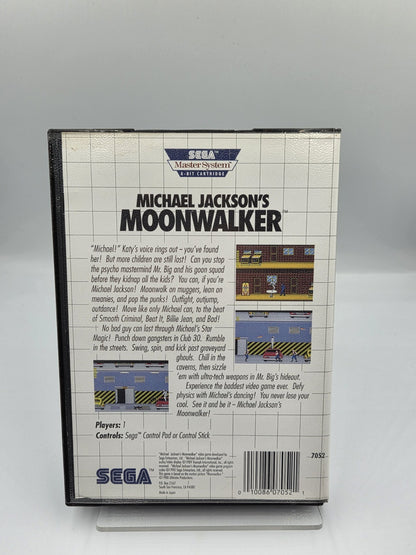 SEGA
Master System
8-BIT CARTRIDGE
MICHAEL JACKSON'S
MOONWALKER™
"Michael!" Katy's voice rings out – you've found
her! But more children are still lost! Can you stop
the psycho mastermind Mr. Big and his goon squad
before they kidnap all the kids? You can, if you're
Michael Jackson! Moonwalk on muggers, lean on
meanies, and pop the punks! Outfight, outjump,
outdance! Move like only Michael can, to the beat
of Smooth Criminal, Beat It, Billie Jean, and Bad!
No bad guy can last through Michael's Star
Magic! Punch down gangsters in Club 30. Rumble
in the streets. Swing, spin, and kick past graveyard
ghouls. Chill in the
caverns, then sizzle
'em with ultra-tech weapons in Mr. Big's hideout.
Experience the baddest video game ever. Defy
physics with Michael's dancing! You never lose your
cool. See it and be it – Michael Jackson's
Moonwalker!
Players: 1
Controls: Sega™ Control Pad or Control Stick.
SEGA™
7052
0 10086 07052 1